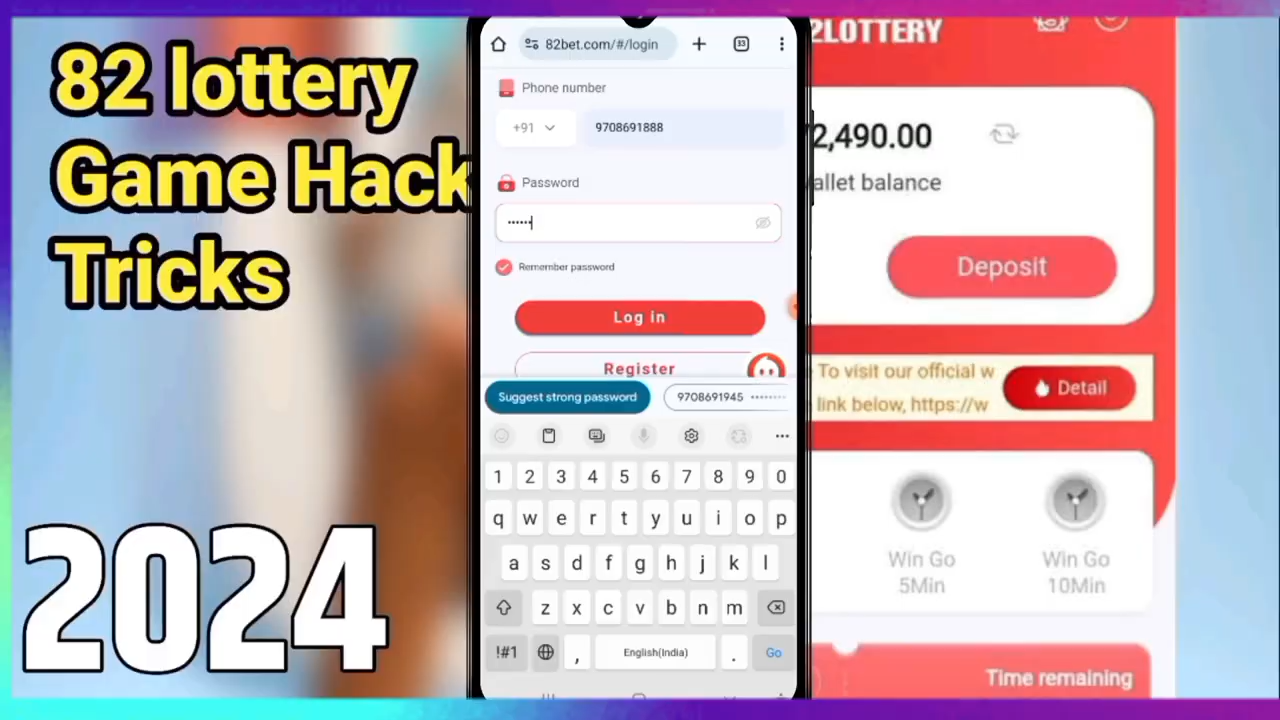 82 lottery
Game Hack
Tricks
2024
82bet.com/#/login
33
Phone number
+91
9708691888
Password
••••••
Remember password
Log in
Register
Suggest strong password
9708691945 ••••••••
1 2 3 4 5 6 7 8 9 0
q w e r t y u i o p
a s d f g h j k l
z x c v b n m
!#1 , English(India) . Go
2LOTTERY
2,490.00
allet balance
Deposit
To visit our official w
link below, https://w
Detail
Win Go
5Min
Win Go
10Min
Time remaining